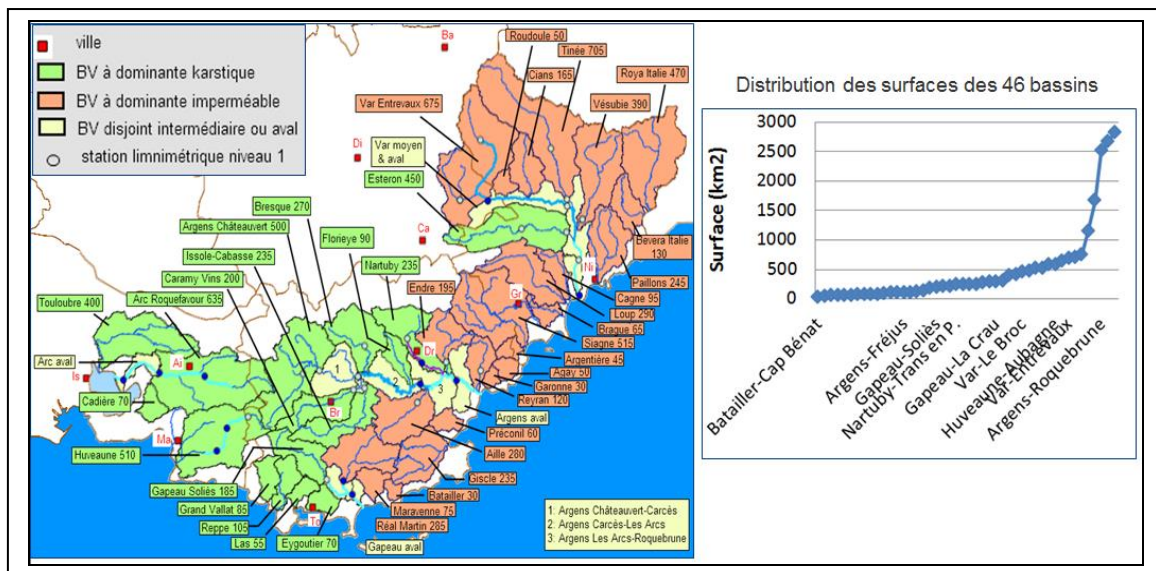 ville
BV à dominante karstique
BV à dominante imperméable
BV disjoint intermédiaire ou aval
station limnimétrique niveau 1
Ba
Roudoule 50
Tinée 705
Cians 165
Roya Italie 470
Var Entrevaux 675
Vésubie 390
Di
Var moyen
& aval
Esteron 450
Bresque 270
Argens Châteauvert 500
Florieye 90
Ca
Issole-Cabasse 235
Nartuby 235
Caramy Vins 200
Endre 195
Touloubre 400
Arc Roquefavour 635
Bévera Italie
130
Ni
Paillons 245
Gr
Cagne 95
Loup 290
Brague 65
Siagne 515
Argentière 45
Agay 50
Garonne 30
Reyran 120
Arc aval
Ai
Is
Dr
1
2
3
Cadière 70
Br
Argens aval
Préconil 60
Ma
Aille 280
Huveaune 510
Giscle 235
Gapeau Soliès 185
Grand Vallat 85
Batailler 30
Reppe 105
Maravenne 75
To
Las 55
Réal Martin 285
Eygoutier 70
Gapeau aval
1: Argens Châteauvert-Carcès
2: Argens Carcès-Les Arcs
3: Argens Les Arcs-Roquebrune
Distribution des surfaces des 46 bassins
Surface (km2)
3000
2500
2000
1500
1000
500
0
Batailler-Cap Bénat
Argens-Fréjus
Gapeau-Soliès
Nartuby-Trans en P.
Gapeau-La Crau
Var-Le Broc
Huveaune-Aubagne
Var-Entrevaux
Argens-Roquebrune